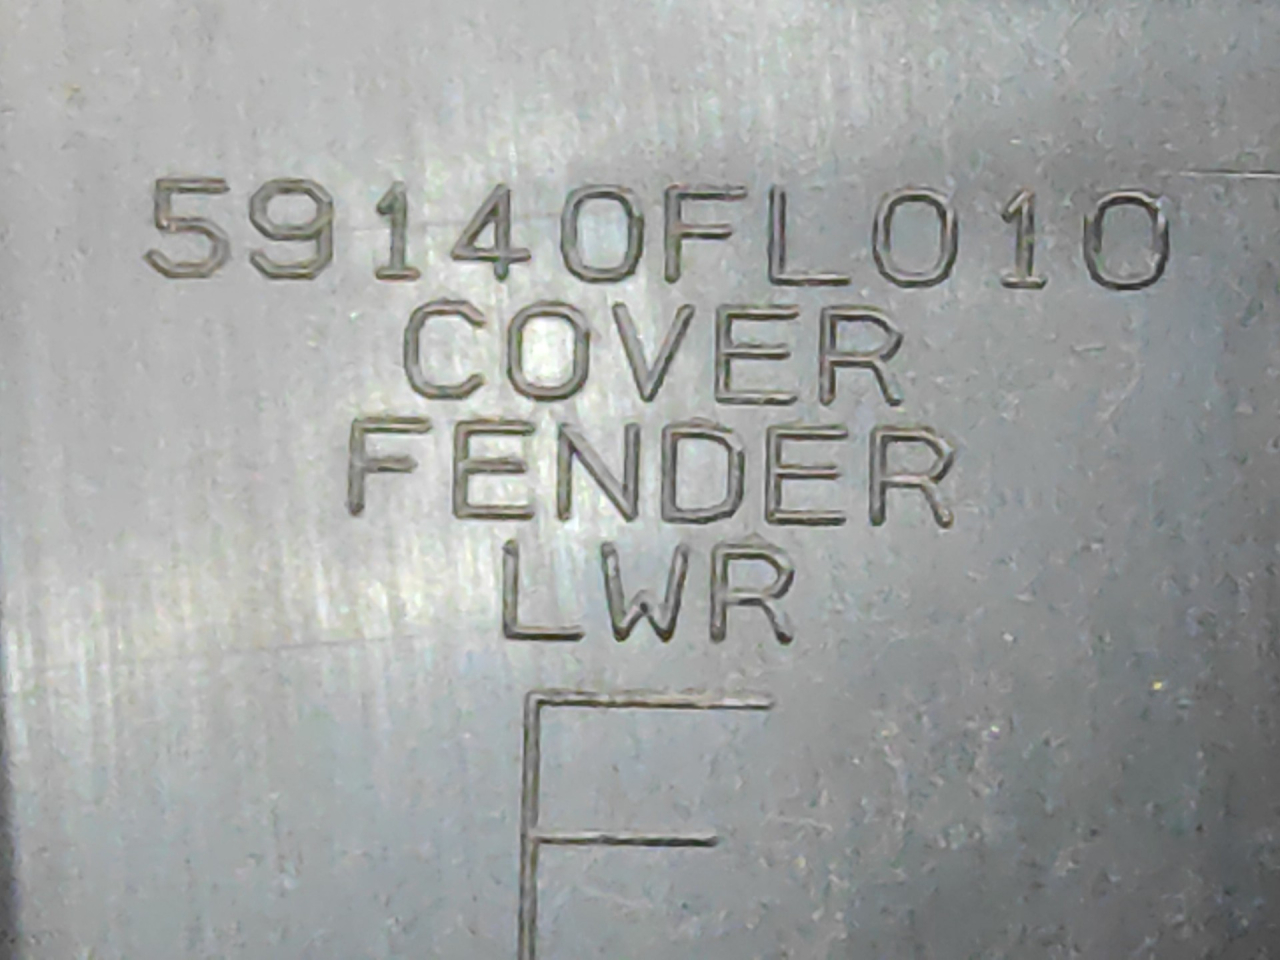 59140FL010
COVER
FENDER
LWR
F